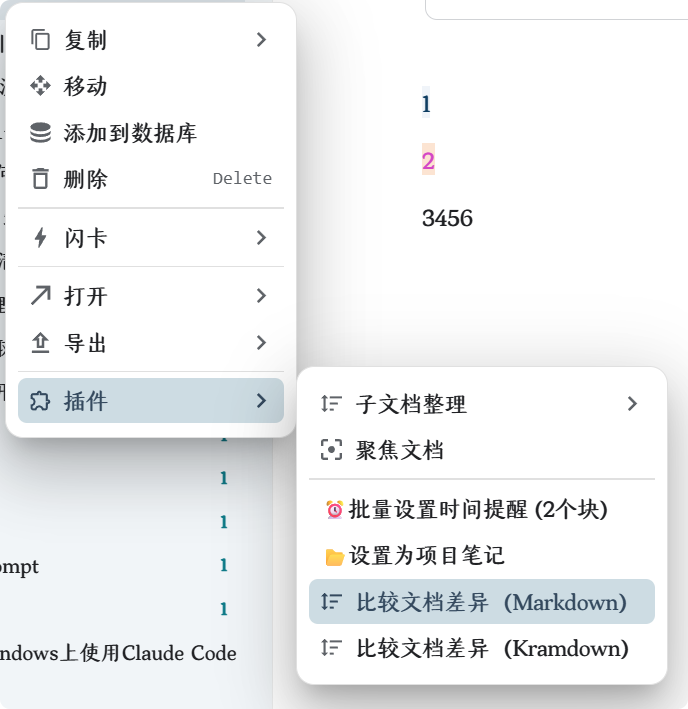 复制
移动
添加到数据库
删除 Delete
闪卡
打开
导出
插件
子文档整理
聚焦文档
⏰批量设置时间提醒 (2个块)
📁设置为项目笔记
比较文档差异 (Markdown)
比较文档差异 (Kramdown)
1
2
3456
1
1
1
ompt 1
1
ndows上使用Claude Code